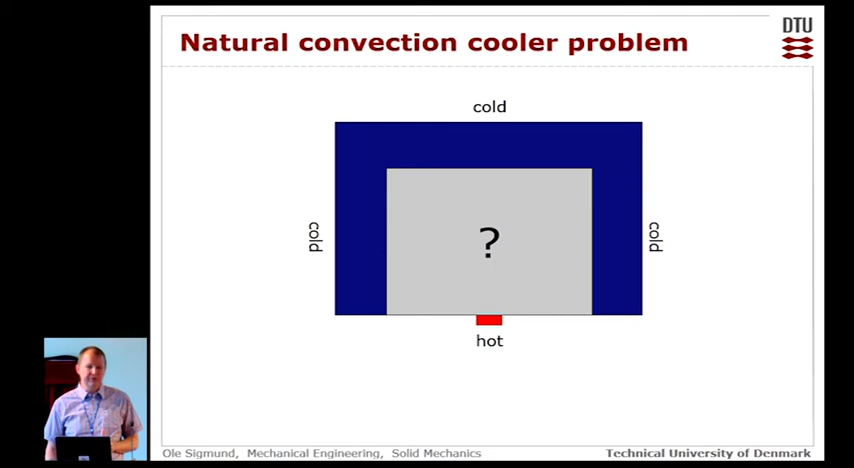 Natural convection cooler problem
DTU
cold
cold
cold
?
hot
Ole Sigmund, Mechanical Engineering, Solid Mechanics
Technical University of Denmark